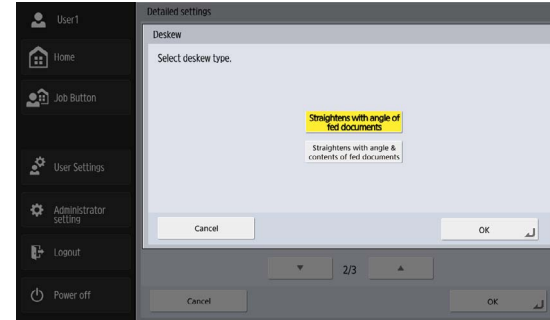 User1
Home
Job Button
User Settings
Administrator
setting
Logout
Power off
Detailed settings
Deskew
Select deskew type.
Straightens with angle of
fed documents
Straightens with angle &
contents of fed documents
Cancel
OK
2/3
Cancel
OK